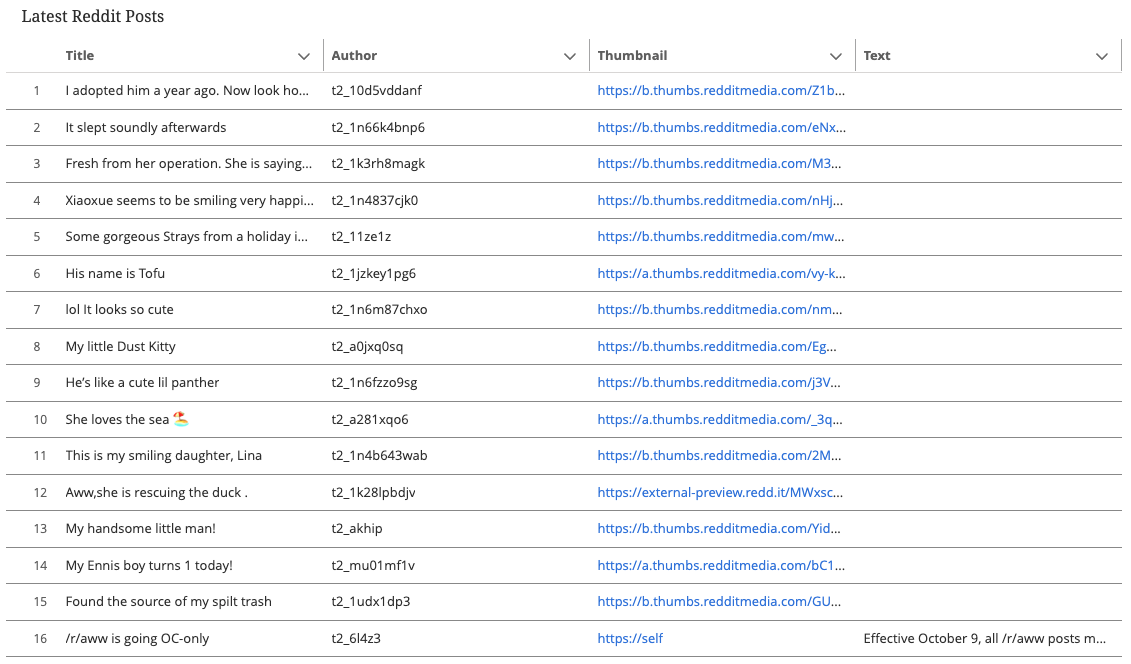 Latest Reddit Posts
Title Author Thumbnail Text
1 I adopted him a year ago. Now look ho... t2_10d5vddanf https://b.thumbs.redditmedia.com/Z1b...
2 It slept soundly afterwards t2_1n66k4bnp6 https://b.thumbs.redditmedia.com/eNx...
3 Fresh from her operation. She is saying... t2_1k3rh8magk https://b.thumbs.redditmedia.com/M3...
4 Xiaoxue seems to be smiling very happi... t2_1n4837cjk0 https://b.thumbs.redditmedia.com/nHj...
5 Some gorgeous Strays from a holiday i... t2_11ze1z https://b.thumbs.redditmedia.com/mw...
6 His name is Tofu t2_1jzkey1pg6 https://a.thumbs.redditmedia.com/vy-k...
7 lol It looks so cute t2_1n6m87chxo https://b.thumbs.redditmedia.com/nm...
8 My little Dust Kitty t2_a0jxq0sq https://b.thumbs.redditmedia.com/Eg...
9 He’s like a cute lil panther t2_1n6fzzo9sg https://b.thumbs.redditmedia.com/j3V...
10 She loves the sea 🏖️ t2_a281xqo6 https://a.thumbs.redditmedia.com/_3q...
11 This is my smiling daughter, Lina t2_1n4b643wab https://b.thumbs.redditmedia.com/2M...
12 Aww,she is rescuing the duck . t2_1k28lpbdjv https://external-preview.redd.it/MWxsc...
13 My handsome little man! t2_akhip https://b.thumbs.redditmedia.com/Yid...
14 My Ennis boy turns 1 today! t2_mu01mf1v https://a.thumbs.redditmedia.com/bC1...
15 Found the source of my spilt trash t2_1udx1dp3 https://b.thumbs.redditmedia.com/GU...
16 /r/aww is going OC-only t2_6l4z3 https://self Effective October 9, all /r/aww posts m...